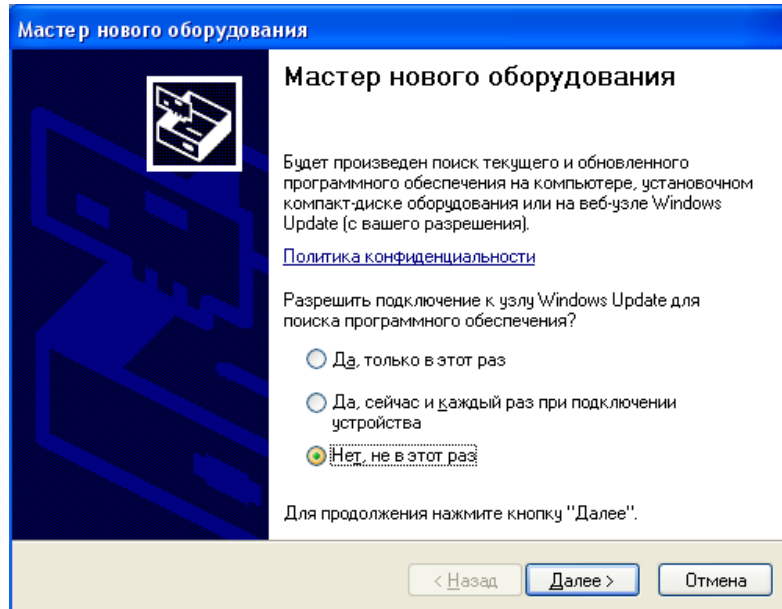 Мастер нового оборудования
Мастер нового оборудования
Будет произведен поиск текущего и обновленного
программного обеспечения на компьютере, установочном
компакт-диске оборудования или на веб-узле Windows
Update (с вашего разрешения).
Политика конфиденциальности
Разрешить подключение к узлу Windows Update для
поиска программного обеспечения?
Да, только в этот раз
Да, сейчас и каждый раз при подключении
устройства
Нет, не в этот раз
Для продолжения нажмите кнопку "Далее".
< Назад
Далее >
Отмена